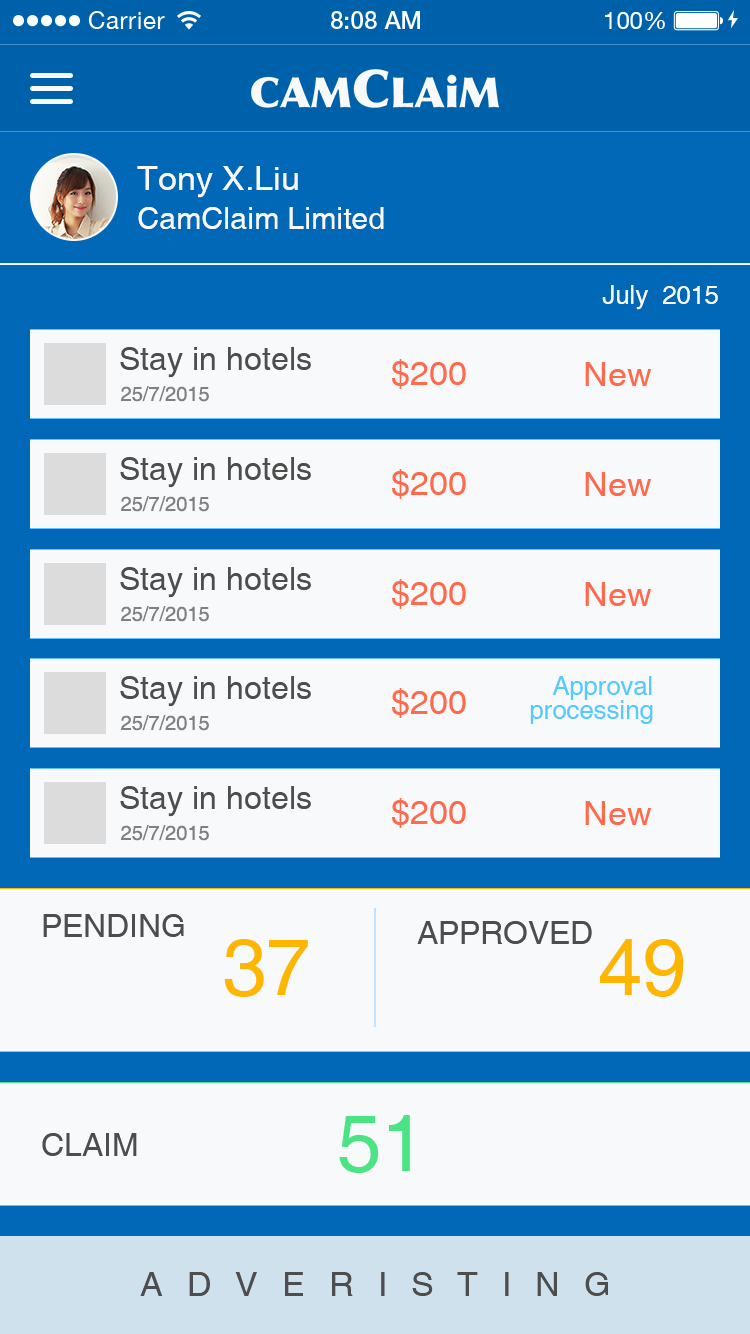 Carrier 8:08 AM 100%
CAMCLAiM
Tony X.Liu
CamClaim Limited
July 2015
Stay in hotels $200 New
25/7/2015
Stay in hotels $200 New
25/7/2015
Stay in hotels $200 New
25/7/2015
Stay in hotels $200 Approval
processing
25/7/2015
Stay in hotels $200 New
25/7/2015
PENDING 37
APPROVED 49
CLAIM 51
A D V E R I S T I N G